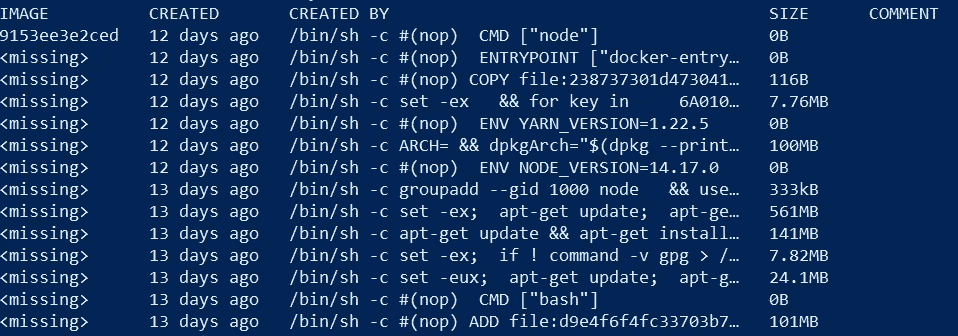 IMAGE CREATED CREATED BY SIZE COMMENT
9153ee3e2ced 12 days ago /bin/sh -c #(nop)  CMD ["node"] 0B
<missing> 12 days ago /bin/sh -c #(nop)  ENTRYPOINT ["docker-entry… 0B
<missing> 12 days ago /bin/sh -c #(nop) COPY file:238737301d473041… 116B
<missing> 12 days ago /bin/sh -c set -ex   && for key in     6A010… 7.76MB
<missing> 12 days ago /bin/sh -c #(nop)  ENV YARN_VERSION=1.22.5 0B
<missing> 12 days ago /bin/sh -c ARCH= && dpkgArch="$(dpkg --print… 100MB
<missing> 12 days ago /bin/sh -c #(nop)  ENV NODE_VERSION=14.17.0 0B
<missing> 13 days ago /bin/sh -c groupadd --gid 1000 node   && use… 333kB
<missing> 13 days ago /bin/sh -c set -ex;  apt-get update;  apt-ge… 561MB
<missing> 13 days ago /bin/sh -c apt-get update && apt-get install… 141MB
<missing> 13 days ago /bin/sh -c set -ex;  if ! command -v gpg > /… 7.82MB
<missing> 13 days ago /bin/sh -c set -eux;  apt-get update;  apt-g… 24.1MB
<missing> 13 days ago /bin/sh -c #(nop)  CMD ["bash"] 0B
<missing> 13 days ago /bin/sh -c #(nop) ADD file:d9e4f6f4fc33703b7… 101MB